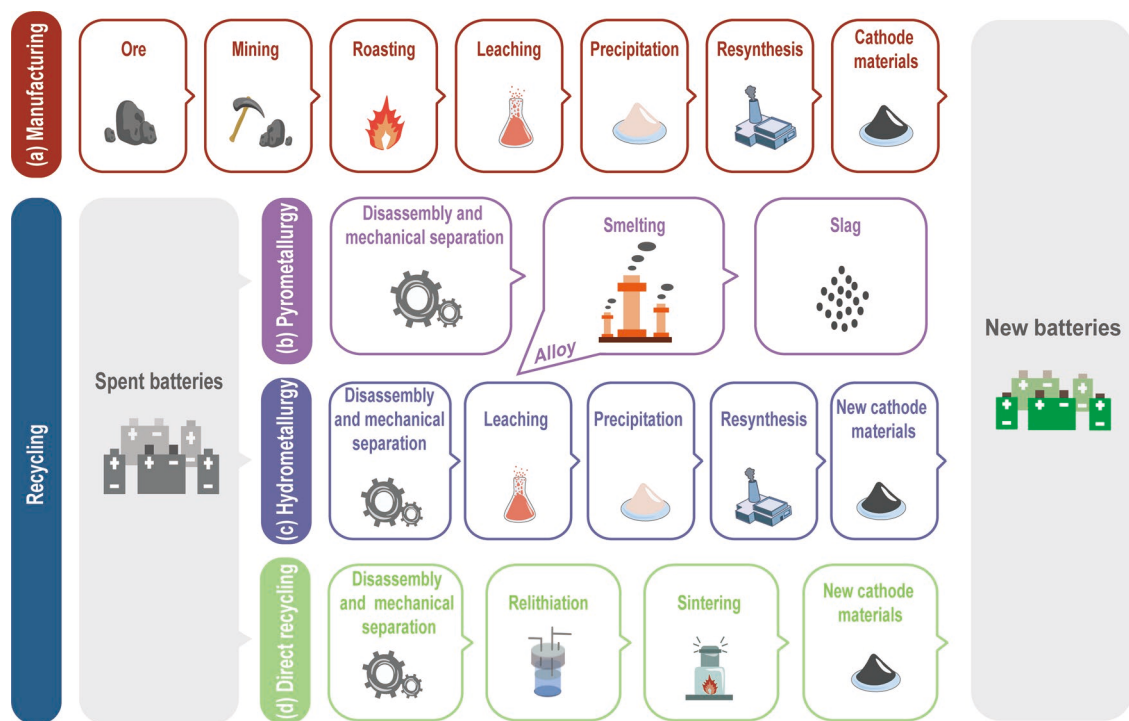 (a) Manufacturing
Ore
Mining
Roasting
Leaching
Precipitation
Resynthesis
Cathode
materials
Recycling
Spent batteries
(b) Pyrometallurgy
Disassembly and
mechanical separation
Smelting
Alloy
Slag
(c) Hydrometallurgy
Disassembly
and mechanical
separation
Leaching
Precipitation
Resynthesis
New cathode
materials
(d) Direct recycling
Disassembly
and mechanical
separation
Relithiation
Sintering
New cathode
materials
New batteries